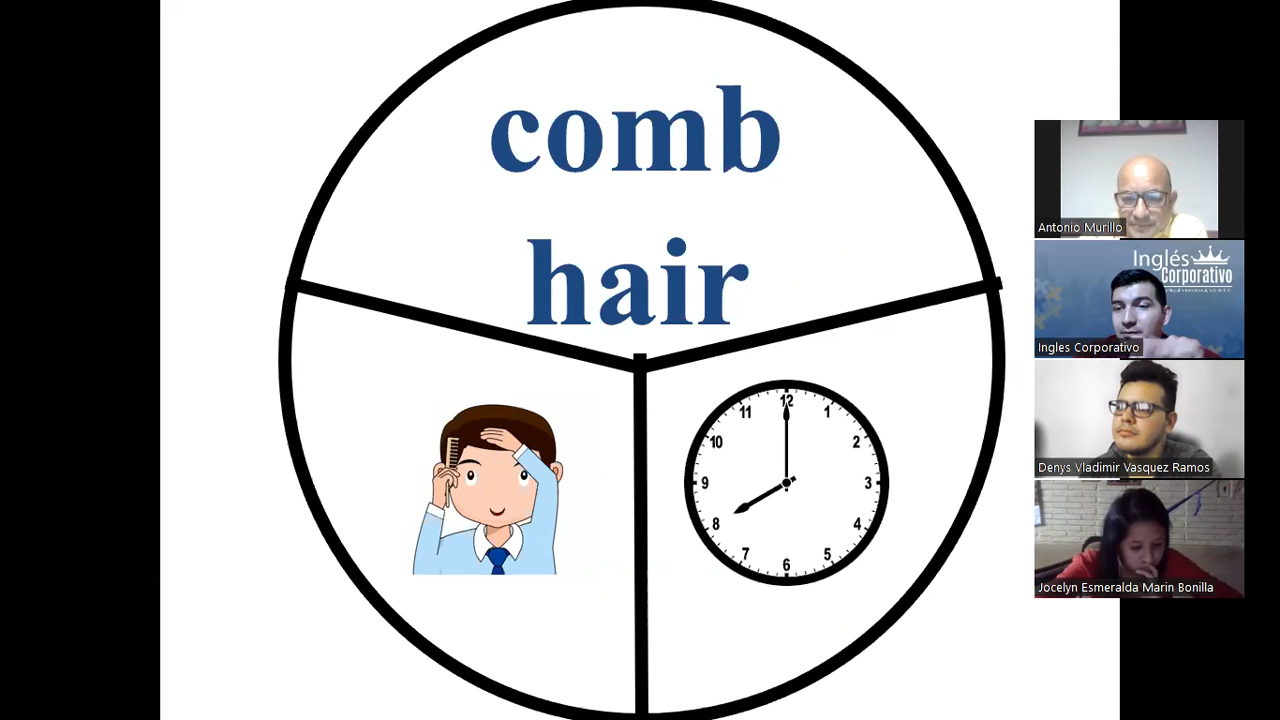 comb
hair
12
1
2
3
4
5
6
7
8
9
10
11
Antonio Murillo
Inglés
Corporativo
Ingles Corporativo
Denys Vladimir Vasquez Ramos
Jocelyn Esmeralda Marin Bonilla